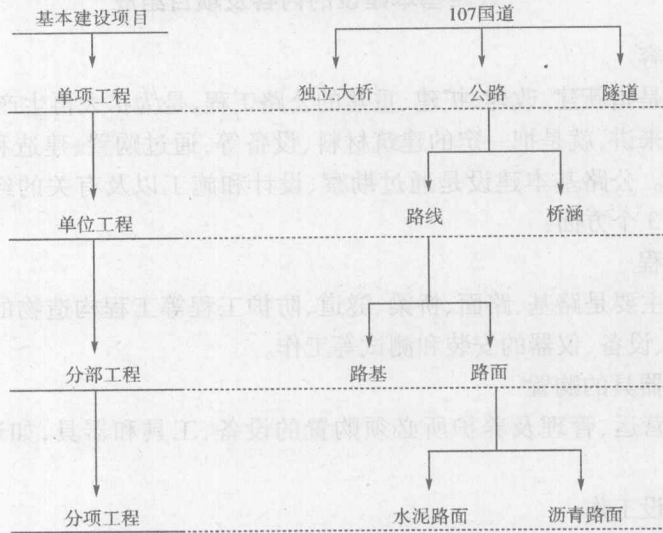 基本建设项目 107国道
单项工程 独立大桥 公路 隧道
单位工程 路线 桥涵
分部工程 路基 路面
分项工程 水泥路面 沥青路面